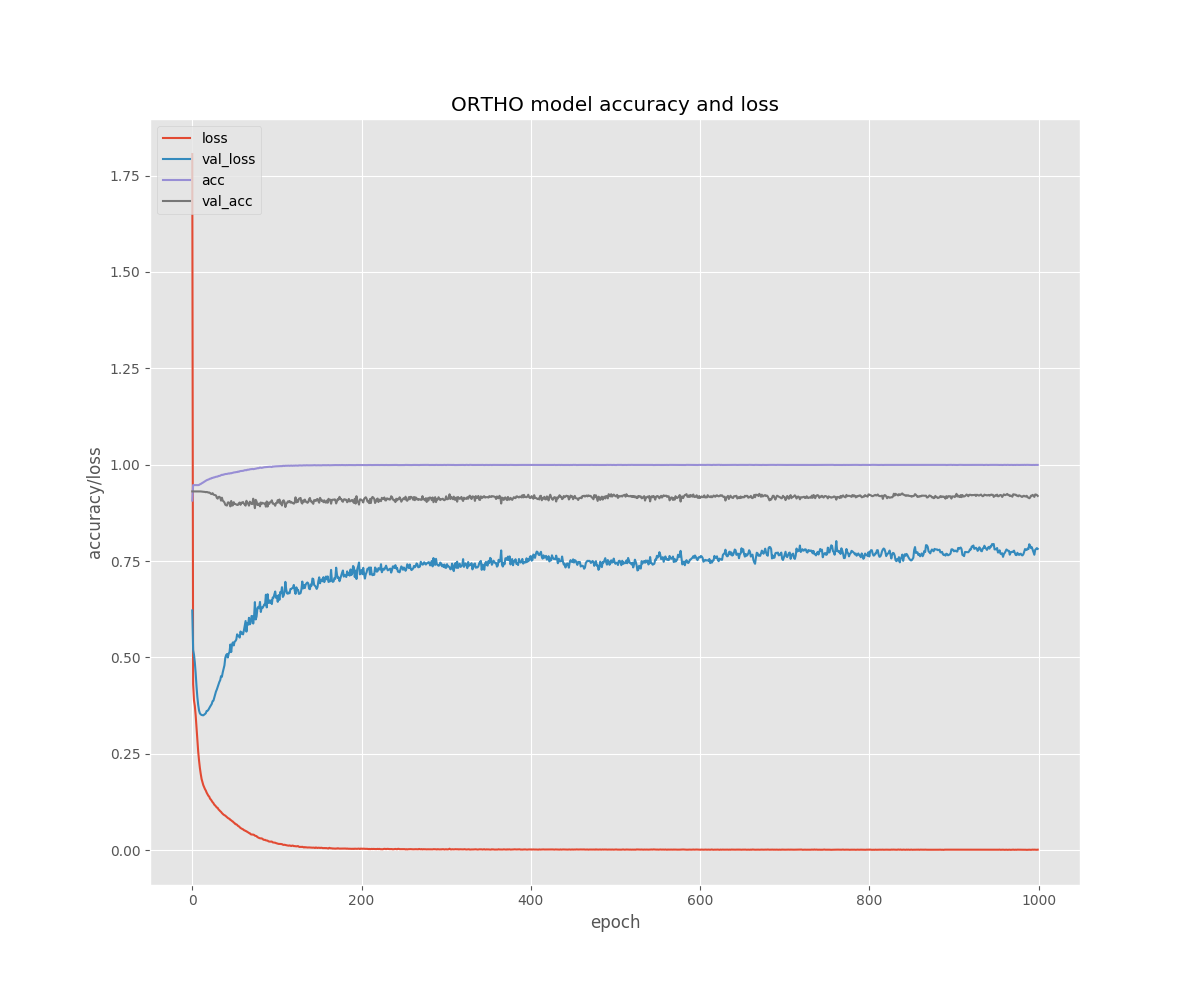 ORTHO model accuracy and loss
loss
val_loss
acc
val_acc
1.75
1.50
1.25
1.00
0.75
0.50
0.25
0.00
accuracy/loss
0 200 400 600 800 1000
epoch